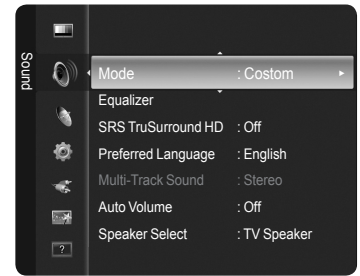 Sound
Mode : Costom
Equalizer
SRS TruSurround HD : Off
Preferred Language : English
Multi-Track Sound : Stereo
Auto Volume : Off
Speaker Select : TV Speaker
?